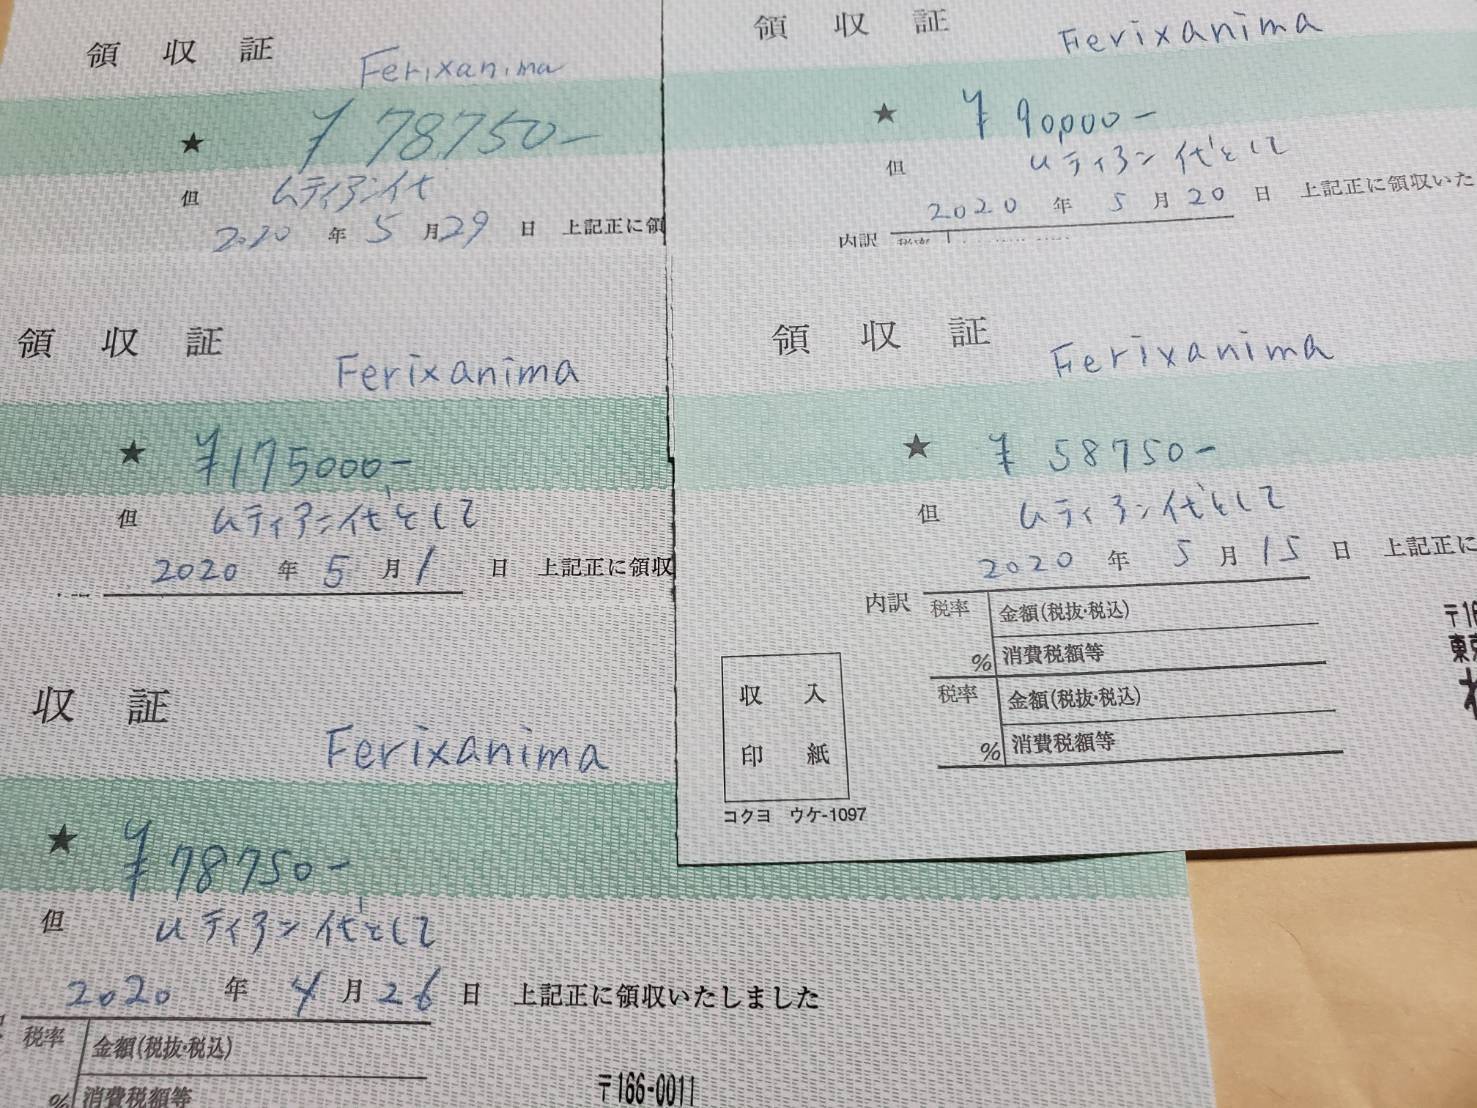 領 収 証
Ferixanima
★ ¥ 78,750-
但 ムティアン代
2020 年 5 月 29 日 上記正に領
領 収 証
Ferixanima
★ ¥ 90,000-
但 ムティアン代として
2020 年 5 月 20 日 上記正に領収いた
内訳
領 収 証
Ferixanima
★ ¥175000-
但 ムティアン代として
2020 年 5 月 1 日 上記正に領収
領 収 証
Ferixanima
★ ¥ 58750-
但 ムティアン代として
2020 年 5 月 15 日 上記正に
内訳 税率 金額(税抜・税込)
% 消費税額等
税率 金額(税抜・税込)
% 消費税額等
収 入
印 紙
コクヨ ウケ-1097
〒16
東京
収 証
Ferixanima
★ ¥78750-
但 ムティアン代として
2020 年 4 月 26 日 上記正に領収いたしました
税率 金額(税抜・税込)
% 消費税額等
〒166-0011